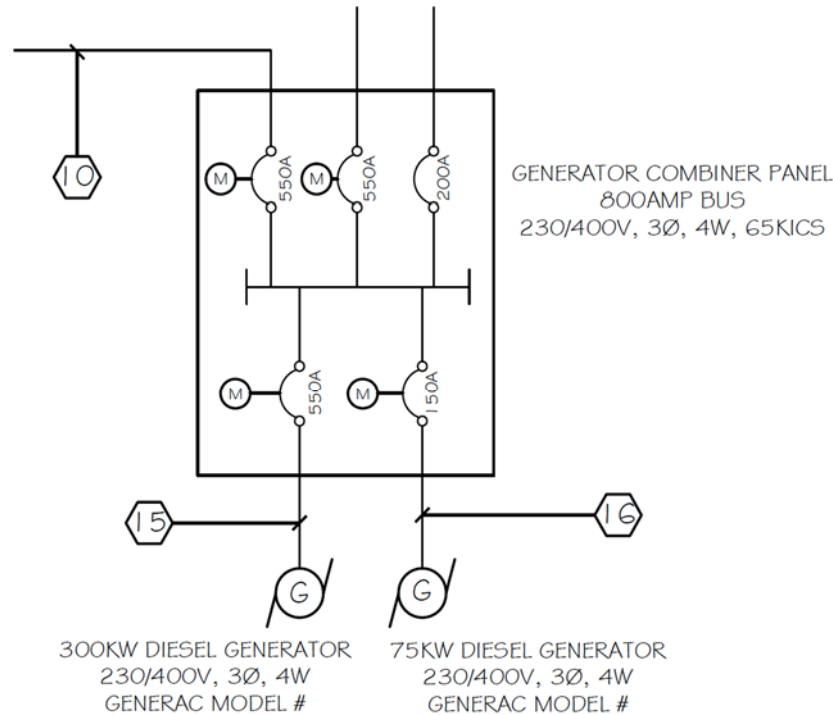 10
M
550A
M
550A
200A
GENERATOR COMBINER PANEL
800AMP BUS
230/400V, 3Ø, 4W, 65KICS
M
550A
M
150A
15
16
G
G
300KW DIESEL GENERATOR
230/400V, 3Ø, 4W
GENERAC MODEL #
75KW DIESEL GENERATOR
230/400V, 3Ø, 4W
GENERAC MODEL #